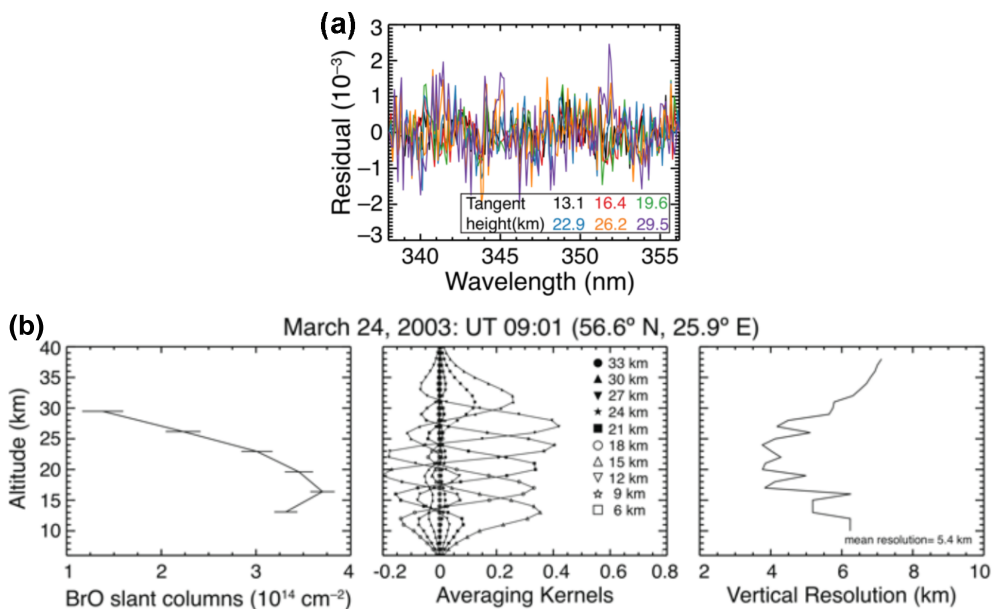 (a)
3
2
1
0
−1
−2
−3
Residual (10⁻³)
Tangent 13.1 16.4 19.6
height(km) 22.9 26.2 29.5
340 345 350 355
Wavelength (nm)
(b)
March 24, 2003: UT 09:01 (56.6º N, 25.9º E)
40
35
30
25
20
15
10
Altitude (km)
33 km
30 km
27 km
24 km
21 km
18 km
15 km
12 km
9 km
6 km
mean resolution= 5.4 km
1 2 3 4
-0.2 0 0.2 0.4 0.6 0.8
2 4 6 8 10
BrO slant columns (10¹⁴ cm⁻²)
Averaging Kernels
Vertical Resolution (km)